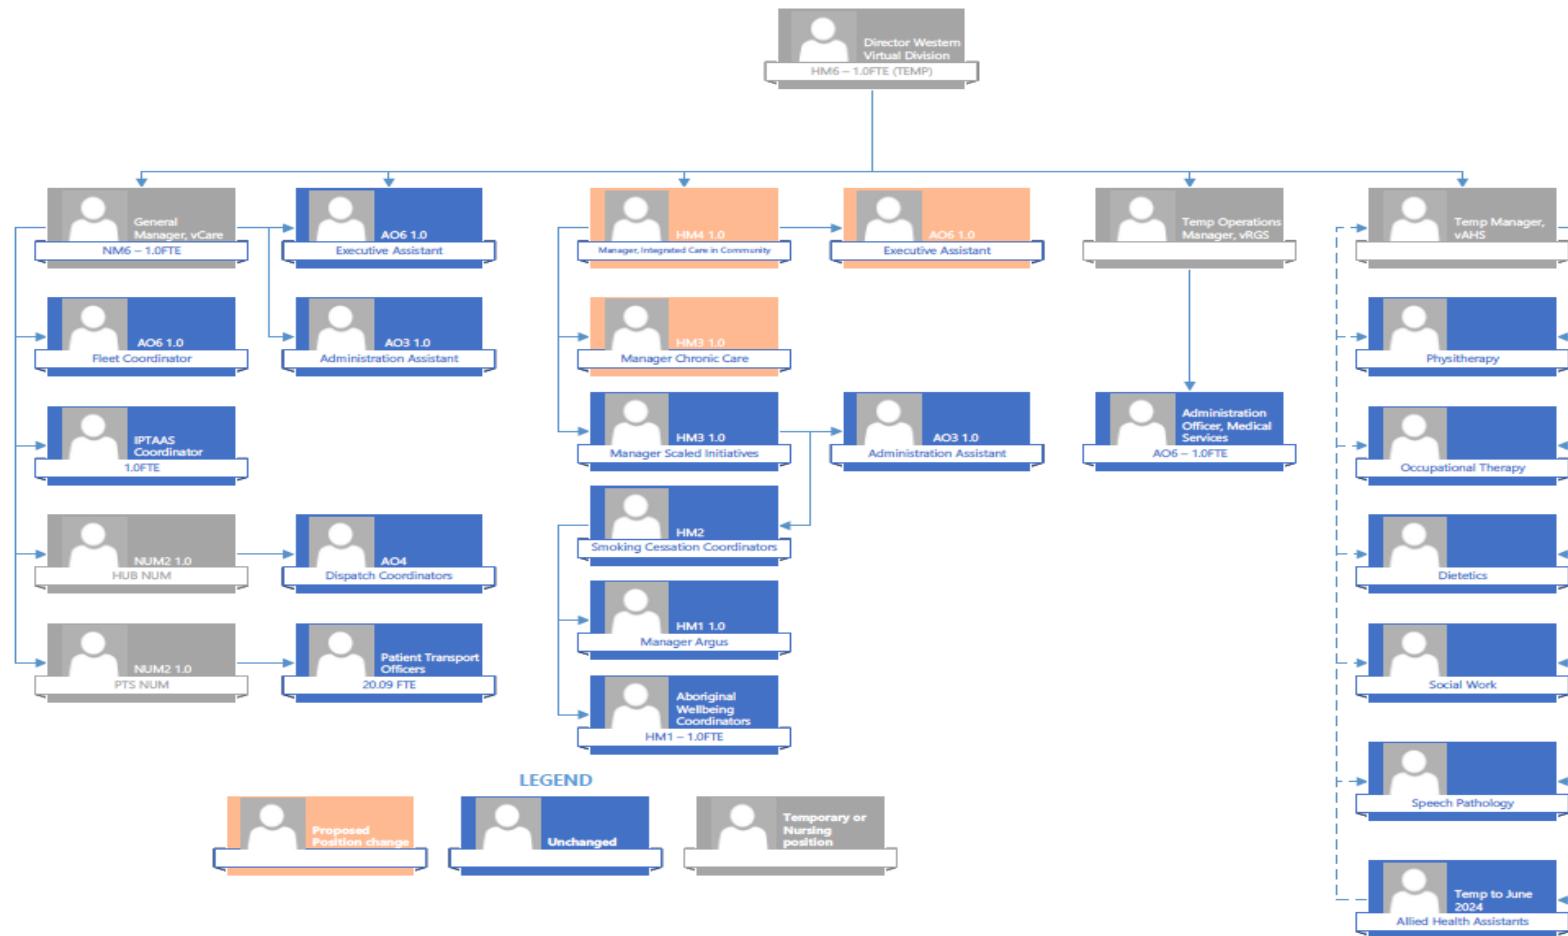 Director Western
Virtual Division
HM6 – 1.0FTE (TEMP)
General
Manager, vCare
NM6 – 1.0FTE
AO6 1.0
Executive Assistant
HM4 1.0
Manager, Integrated Care in Community
AO6 1.0
Executive Assistant
Temp Operations
Manager, vRGS
Temp Manager,
vAHS
AO6 1.0
Fleet Coordinator
AO3 1.0
Administration Assistant
HM3 1.0
Manager Chronic Care
Physitherapy
IPTAAS
Coordinator
1.0FTE
HM3 1.0
Manager Scaled Initiatives
AO3 1.0
Administration Assistant
Administration
Officer, Medical
Services
AO6 – 1.0FTE
Occupational Therapy
NUM2 1.0
HUB NUM
AO4
Dispatch Coordinators
HM2
Smoking Cessation Coordinators
Dietetics
HM1 1.0
Manager Argus
NUM2 1.0
PTS NUM
Patient Transport
Officers
20.09 FTE
Aboriginal
Wellbeing
Coordinators
HM1 – 1.0FTE
Social Work
Speech Pathology
Temp to June
2024
Allied Health Assistants
LEGEND
Proposed
Position change
Unchanged
Temporary or
Nursing
position